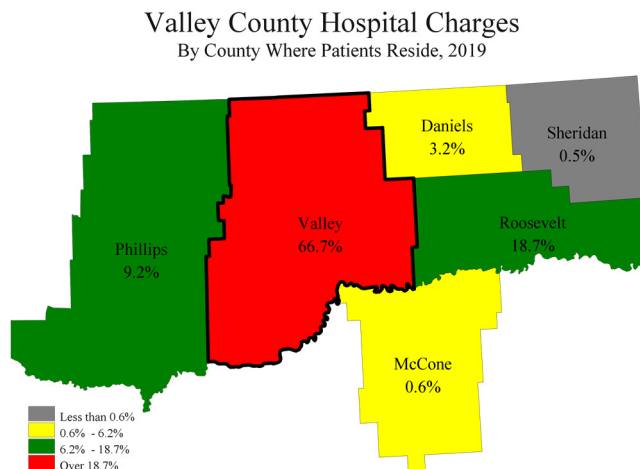 Valley County Hospital Charges
By County Where Patients Reside, 2019
Daniels
3.2%
Sheridan
0.5%
Valley
66.7%
Roosevelt
18.7%
Phillips
9.2%
McCone
0.6%
Less than 0.6%
0.6% - 6.2%
6.2% - 18.7%
Over 18.7%